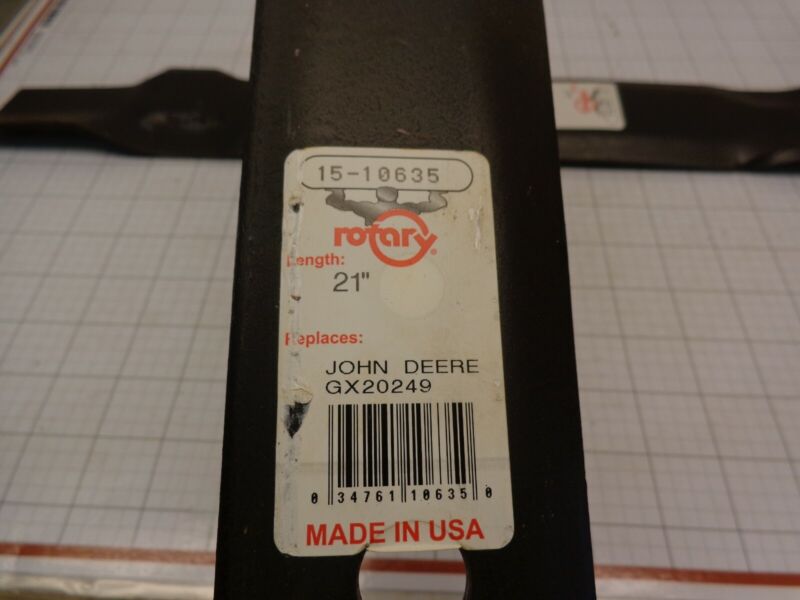 15-10635
rotary®
Length:
21"
Replaces:
JOHN DEERE
GX20249
0 34761 10635 0
MADE IN USA